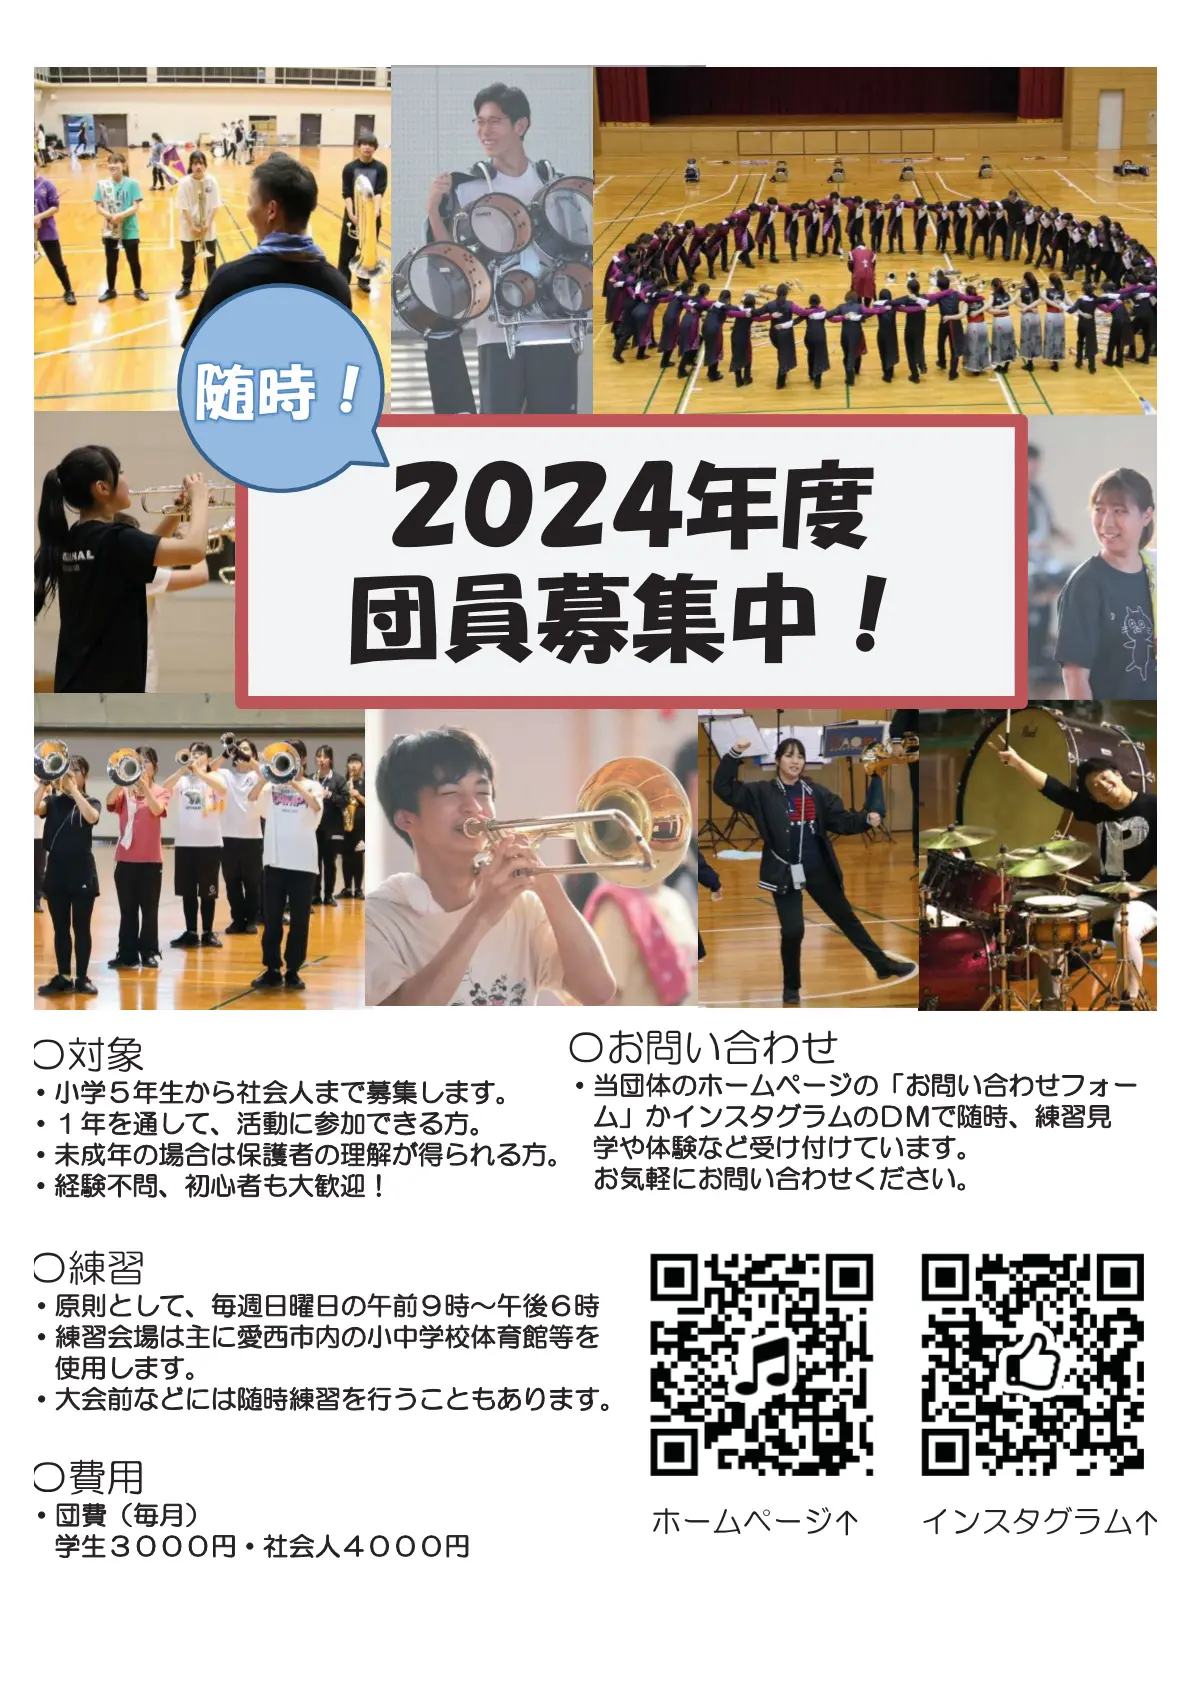 随時！
2024年度
団員募集中！
〇対象
・小学５年生から社会人まで募集します。
・１年を通して、活動に参加できる方。
・未成年の場合は保護者の理解が得られる方。
・経験不問、初心者も大歓迎！
〇お問い合わせ
・当団体のホームページの「お問い合わせフォー
ム」かインスタグラムのＤＭで随時、練習見
学や体験など受け付けています。
お気軽にお問い合わせください。
〇練習
・原則として、毎週日曜日の午前９時～午後６時
・練習会場は主に愛西市内の小中学校体育館等を
使用します。
・大会前などには随時練習を行うこともあります。
〇費用
・団費（毎月）
学生３０００円・社会人４０００円
ホームページ↑
インスタグラム↑